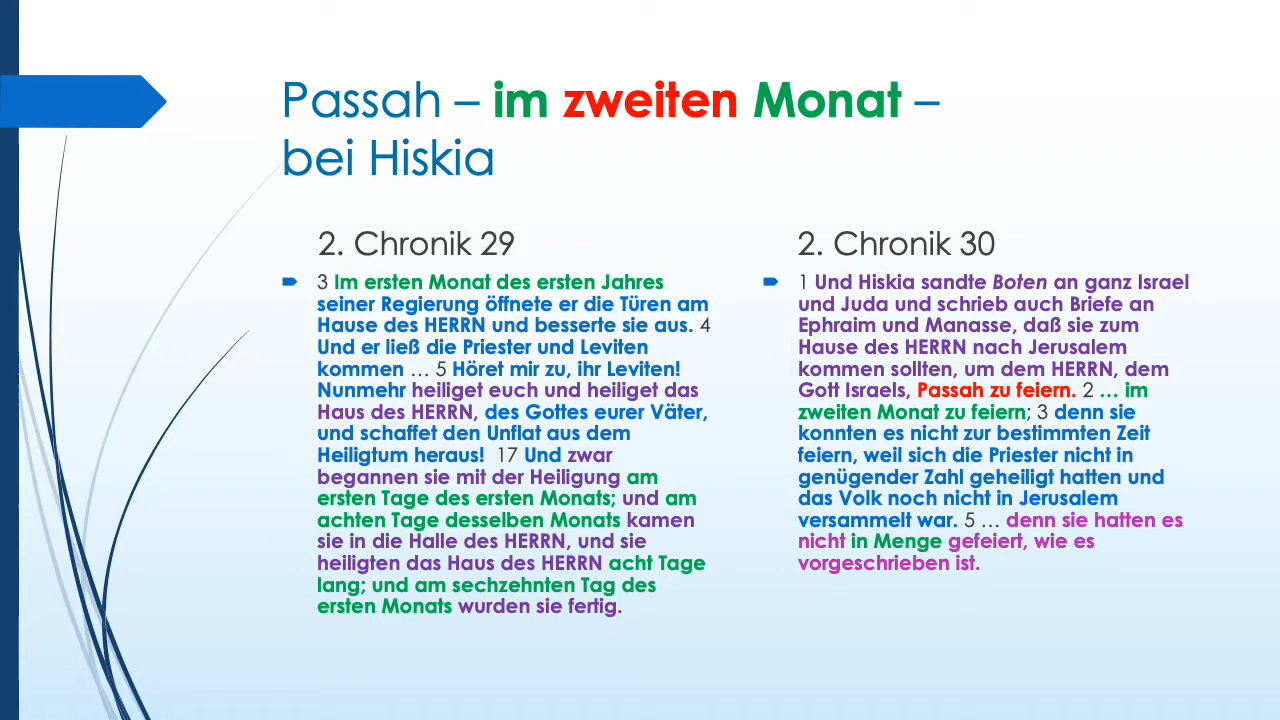 Passah – im zweiten Monat –
bei Hiskia
2. Chronik 29
3 Im ersten Monat des ersten Jahres
seiner Regierung öffnete er die Türen am
Hause des HERRN und besserte sie aus. 4
Und er ließ die Priester und Leviten
kommen … 5 Höret mir zu, ihr Leviten!
Nunmehr heiliget euch und heiliget das
Haus des HERRN, des Gottes eurer Väter,
und schaffet den Unflat aus dem
Heiligtum heraus! 17 Und zwar
begannen sie mit der Heiligung am
ersten Tage des ersten Monats; und am
achten Tage desselben Monats kamen
sie in die Halle des HERRN, und sie
heiligten das Haus des HERRN acht Tage
lang; und am sechzehnten Tag des
ersten Monats wurden sie fertig.
2. Chronik 30
1 Und Hiskia sandte Boten an ganz Israel
und Juda und schrieb auch Briefe an
Ephraim und Manasse, daß sie zum
Hause des HERRN nach Jerusalem
kommen sollten, um dem HERRN, dem
Gott Israels, Passah zu feiern. 2 … im
zweiten Monat zu feiern; 3 denn sie
konnten es nicht zur bestimmten Zeit
feiern, weil sich die Priester nicht in
genügender Zahl geheiligt hatten und
das Volk noch nicht in Jerusalem
versammelt war. 5 … denn sie hatten es
nicht in Menge gefeiert, wie es
vorgeschrieben ist.